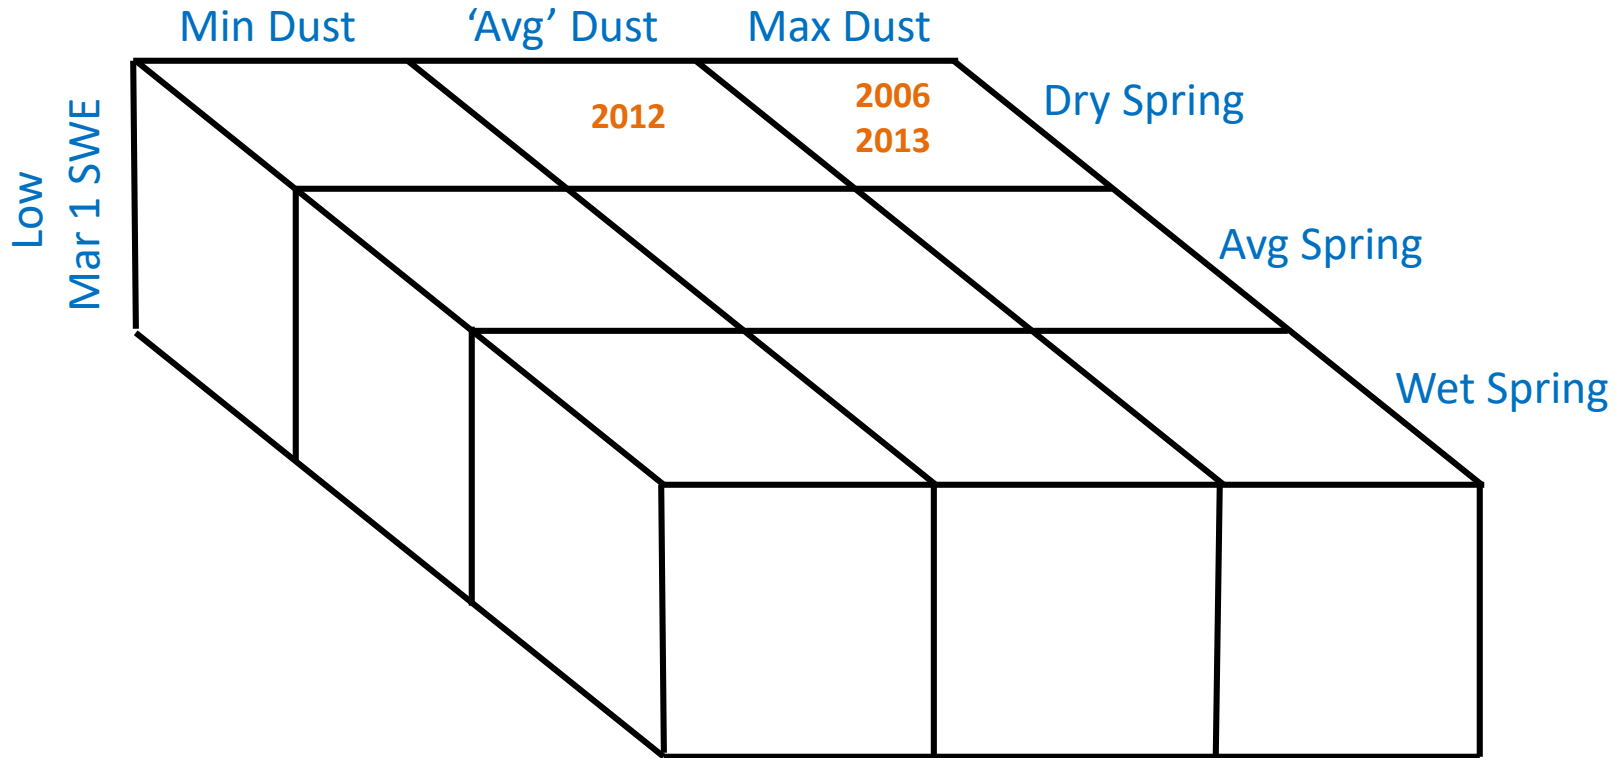 Min Dust
‘Avg’ Dust
Max Dust
Low
Mar 1 SWE
2012
2006
2013
Dry Spring
Avg Spring
Wet Spring